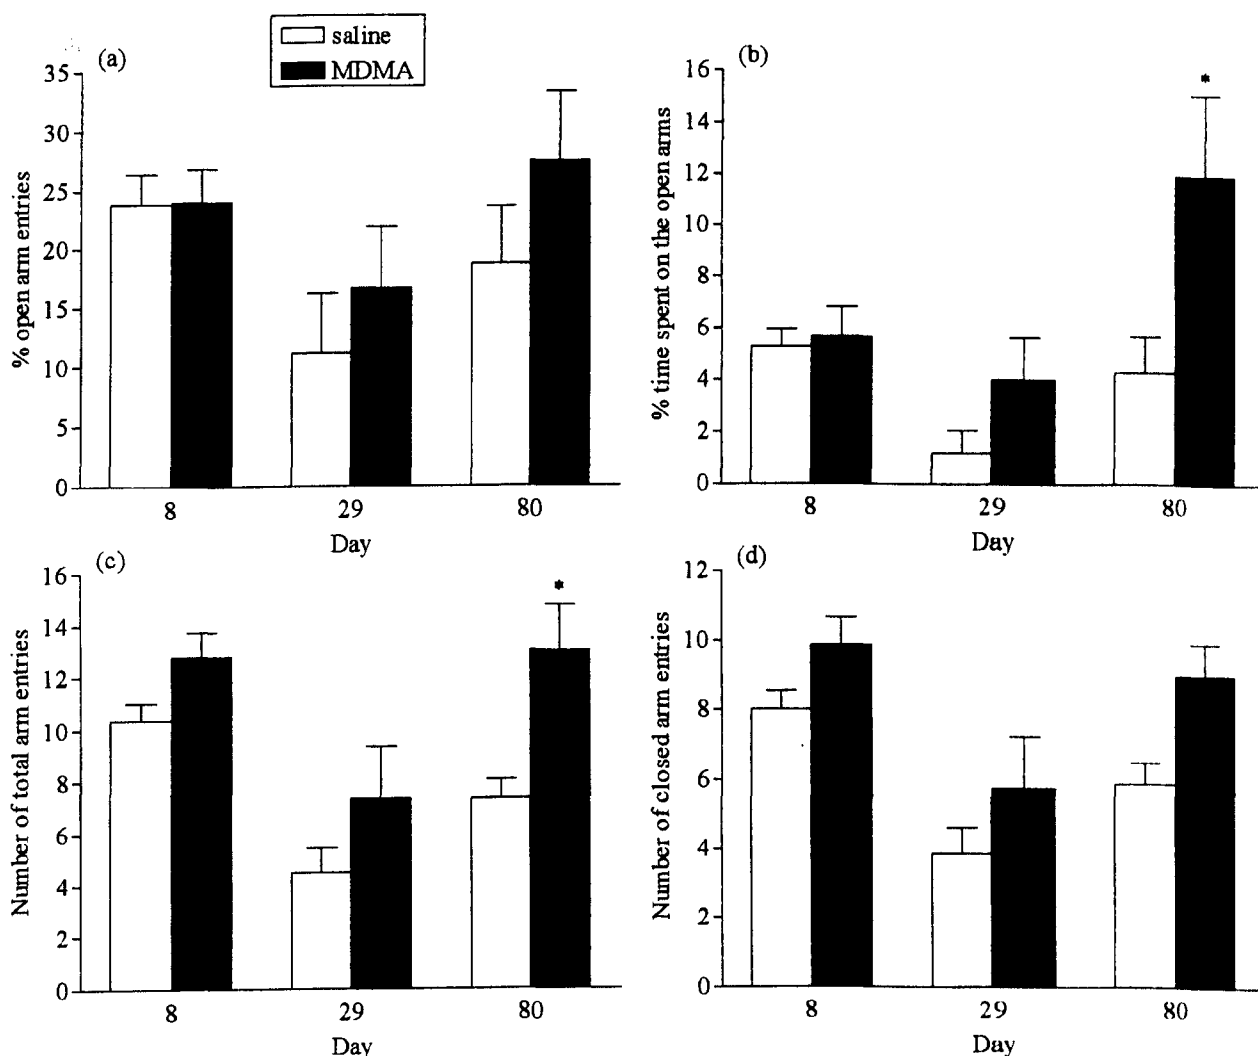 saline
MDMA
(a)
35
30
25
20
15
10
5
0
% open arm entries
8 29 80
Day
(b)
*
16
14
12
10
8
6
4
2
0
% time spent on the open arms
8 29 80
Day
(c)
*
16
14
12
10
8
6
4
2
0
Number of total arm entries
8 29 80
Day
(d)
12
10
8
6
4
2
0
Number of closed arm entries
8 29 80
Day